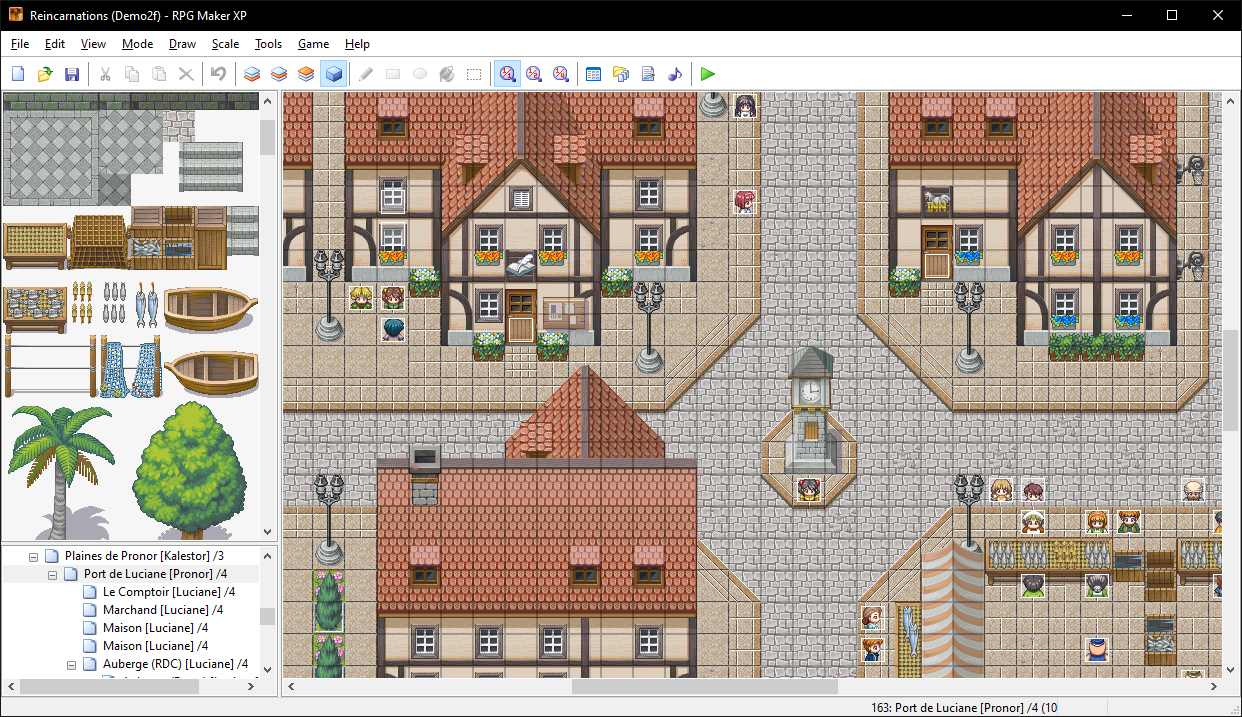 Reincarnations (Demo2f) - RPG Maker XP
File Edit View Mode Draw Scale Tools Game Help
INN
Plaines de Pronor [Kalestor] /3
Port de Luciane [Pronor] /4
Le Comptoir [Luciane] /4
Marchand [Luciane] /4
Maison [Luciane] /4
Maison [Luciane] /4
Auberge (RDC) [Luciane] /4
163: Port de Luciane [Pronor] /4 (10